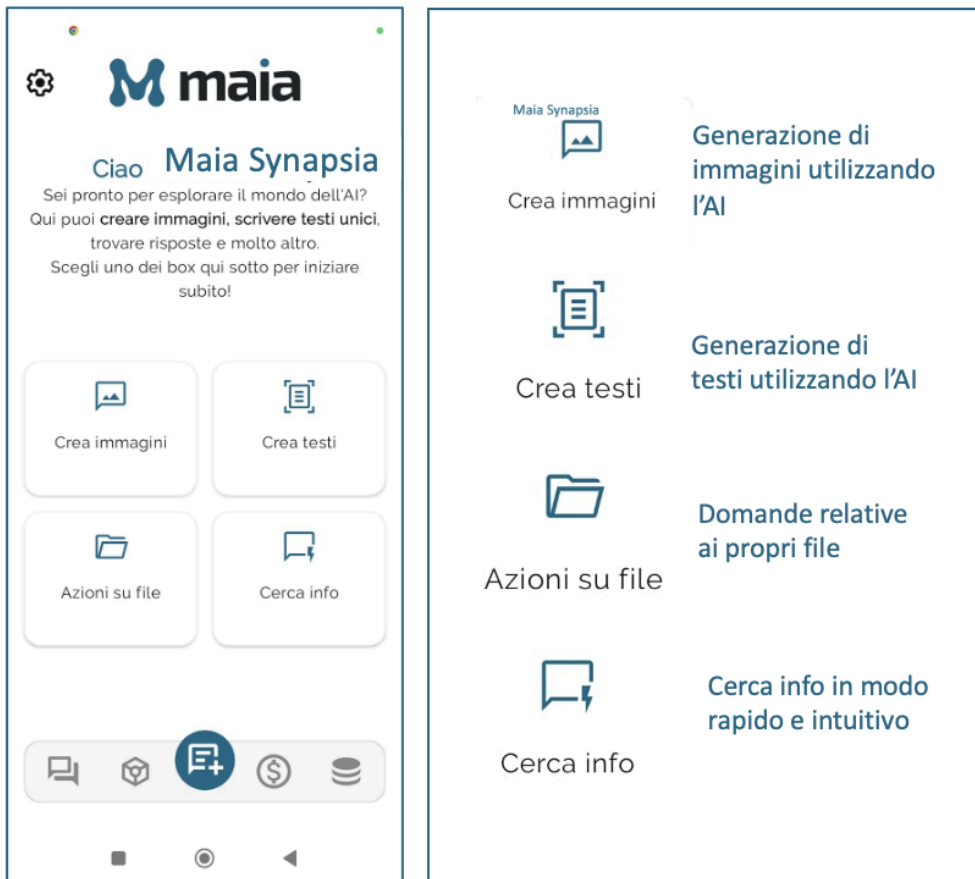 maia
Ciao Maia Synapsia
Sei pronto per esplorare il mondo dell'AI?
Qui puoi creare immagini, scrivere testi unici,
trovare risposte e molto altro.
Scegli uno dei box qui sotto per iniziare
subito!
Crea immagini
Crea testi
Azioni su file
Cerca info
Maia Synapsia
Crea immagini
Generazione di
immagini utilizzando
l'AI
Crea testi
Generazione di
testi utilizzando l'AI
Azioni su file
Domande relative
ai propri file
Cerca info
Cerca info in modo
rapido e intuitivo